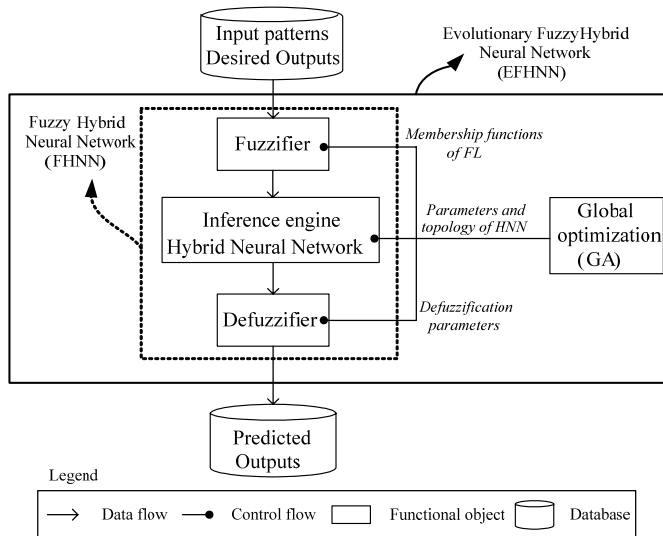 Input patterns
Desired Outputs
Evolutionary FuzzyHybrid
Neural Network
(EFHNN)
Fuzzy Hybrid
Neural Network
(FHNN)
Fuzzifier
Membership functions
of FL
Inference engine
Hybrid Neural Network
Parameters and
topology of HNN
Global
optimization
(GA)
Defuzzifier
Defuzzification
parameters
Predicted
Outputs
Legend
Data flow
Control flow
Functional object
Database